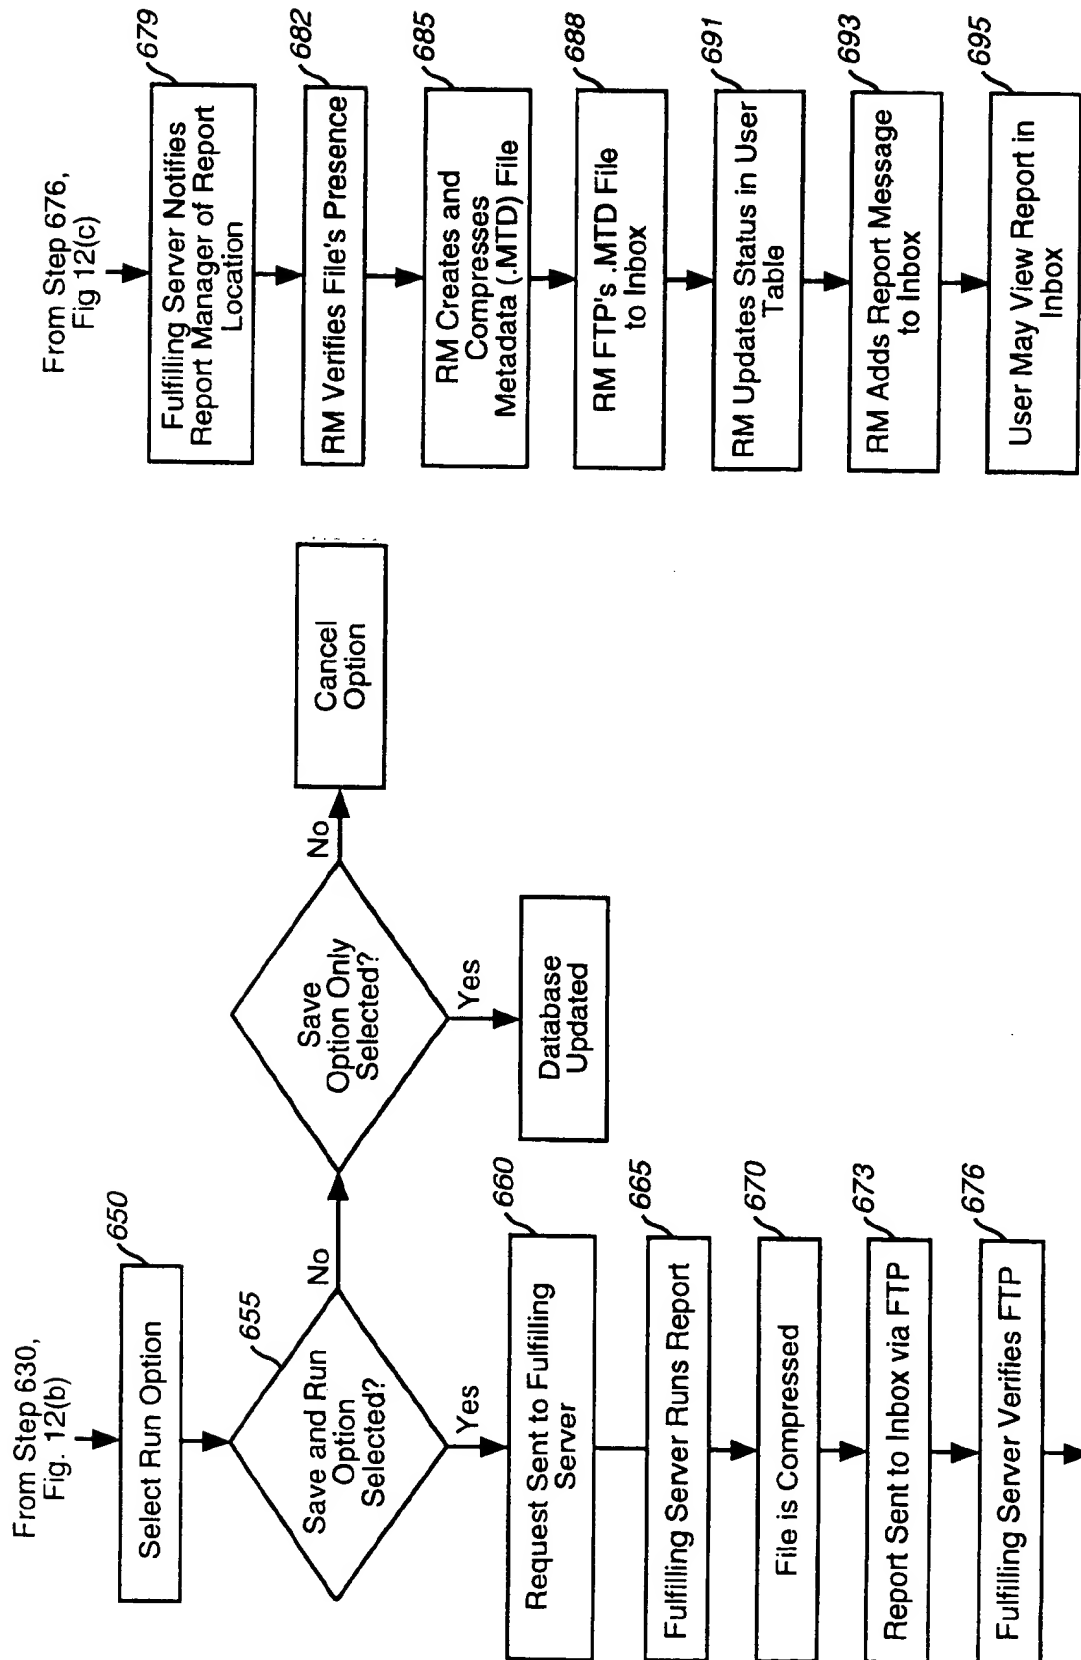 From Step 630,
Fig. 12(b)
650
Select Run Option
655
Save and Run
Option
Selected?
No
Yes
Save
Option Only
Selected?
No
Cancel
Option
Yes
Database
Updated
660
Request Sent to Fulfilling
Server
665
Fulfilling Server Runs Report
670
File is Compressed
673
Report Sent to Inbox via FTP
676
Fulfilling Server Verifies FTP
From Step 676,
Fig 12(c)
679
Fulfilling Server Notifies
Report Manager of Report
Location
682
RM Verifies File's Presence
685
RM Creates and
Compresses
Metadata (.MTD) File
688
RM FTP's .MTD File
to Inbox
691
RM Updates Status in User
Table
693
RM Adds Report Message
to Inbox
695
User May View Report in
Inbox